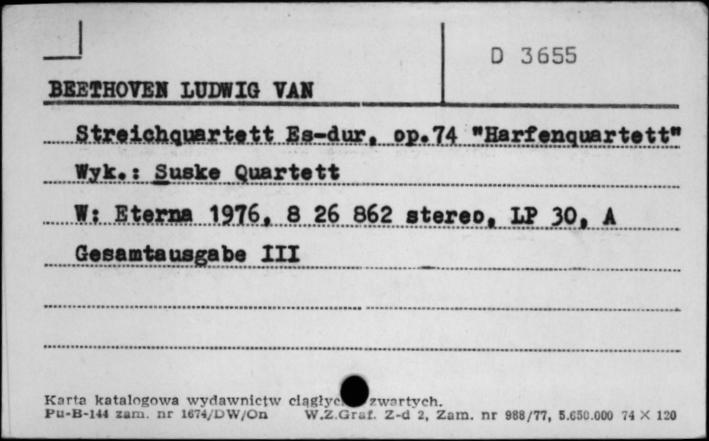 D 3655
BEETHOVEN LUDWIG VAN
Streichquartett Es-dur, op.74 "Harfenquartett"
Wyk.: Suske Quartett
W: Eterna 1976, 8 26 862 stereo, LP 30, A
Gesamtausgabe III
Karta katalogowa wydawnictw ciągłyc zwartych.
Pu-B-144 zam. nr 1674/DW/On W.Z.Graf. Z-d 2, Zam. nr 988/77, 5.650.000 74 X 120